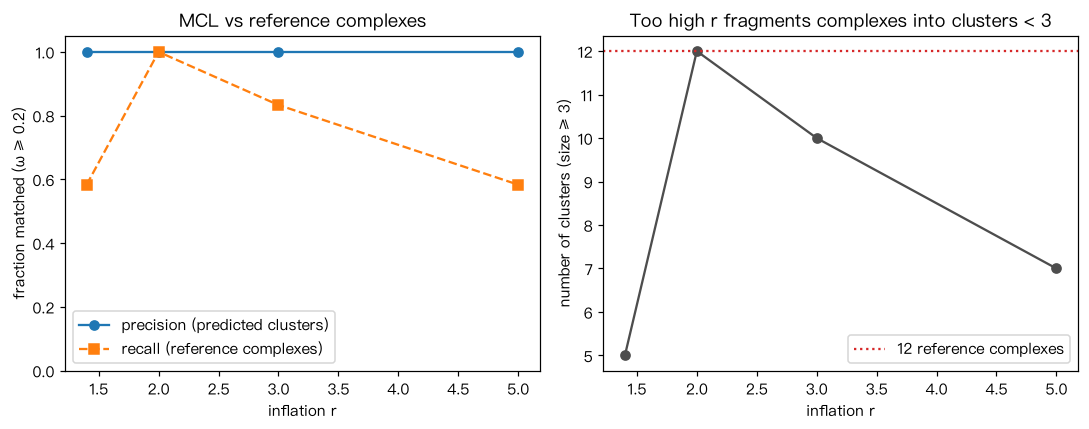 MCL vs reference complexes
fraction matched (ω ≥ 0.2)
1.0
0.8
0.6
0.4
0.2
0.0
precision (predicted clusters)
recall (reference complexes)
1.5 2.0 2.5 3.0 3.5 4.0 4.5 5.0
inflation r
Too high r fragments complexes into clusters < 3
number of clusters (size ≥ 3)
12
11
10
9
8
7
6
5
12 reference complexes
1.5 2.0 2.5 3.0 3.5 4.0 4.5 5.0
inflation r